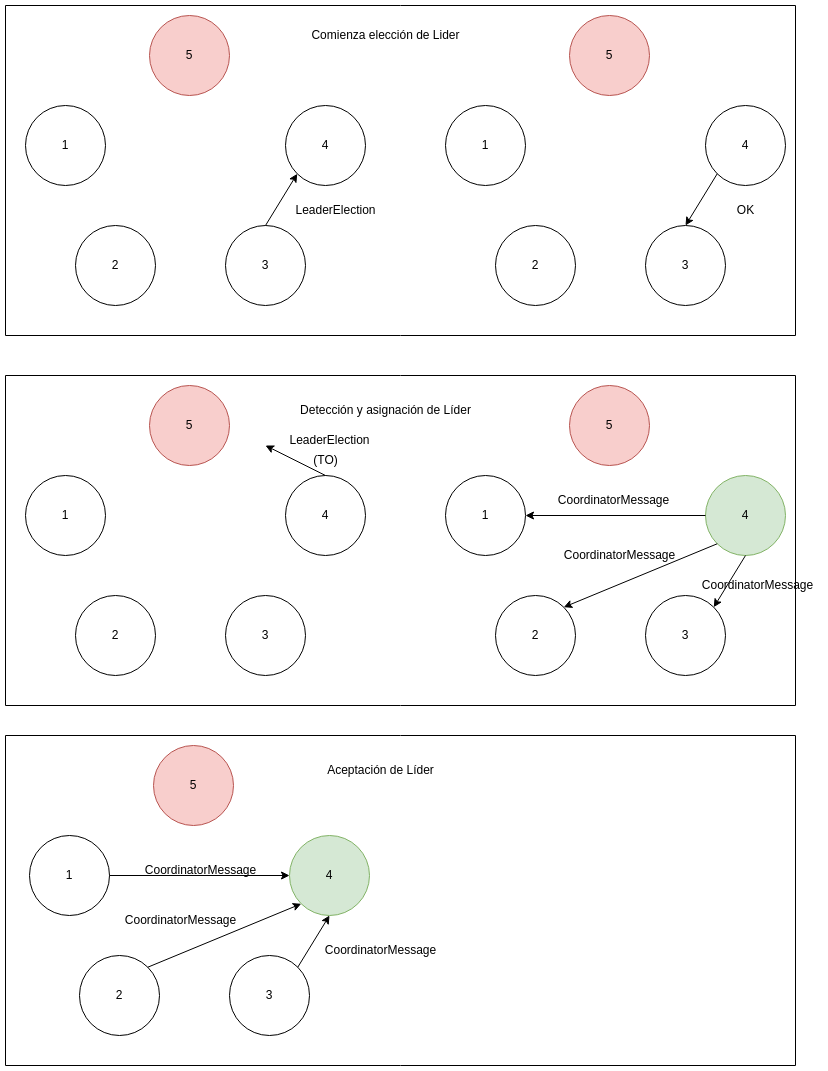 Comienza elección de Lider
5
5
1
4
1
4
LeaderElection
OK
2
3
2
3
Detección y asignación de Líder
5
5
LeaderElection
(TO)
1
4
CoordinatorMessage
1
4
CoordinatorMessage
CoordinatorMessage
2
3
2
3
Aceptación de Líder
5
1
CoordinatorMessage
4
CoordinatorMessage
CoordinatorMessage
2
3